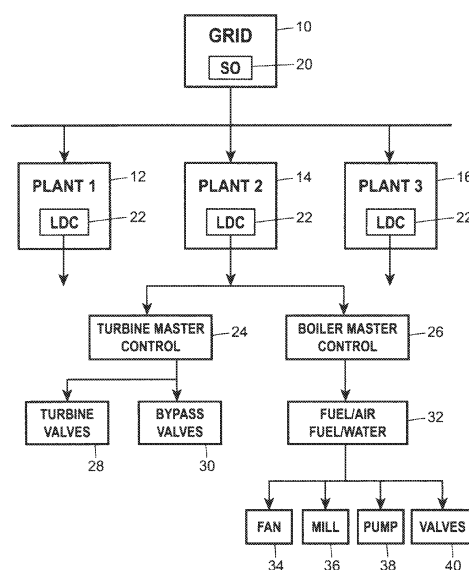 GRID
10
SO
20
PLANT 1
12
PLANT 2
14
PLANT 3
16
LDC
22
LDC
22
LDC
22
TURBINE MASTER
CONTROL
24
BOILER MASTER
CONTROL
26
TURBINE
VALVES
28
BYPASS
VALVES
30
FUEL/AIR
FUEL/WATER
32
FAN
MILL
PUMP
VALVES
34
36
38
40